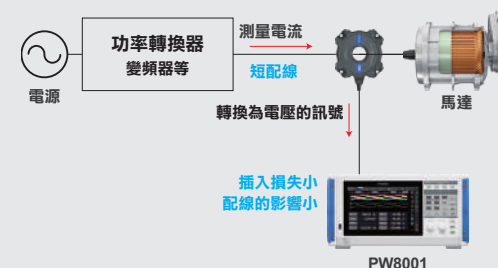 功率轉換器
變頻器等
測量電流
短配線
電源
馬達
轉換為電壓的訊號
插入損失小
配線的影響小
PW8001